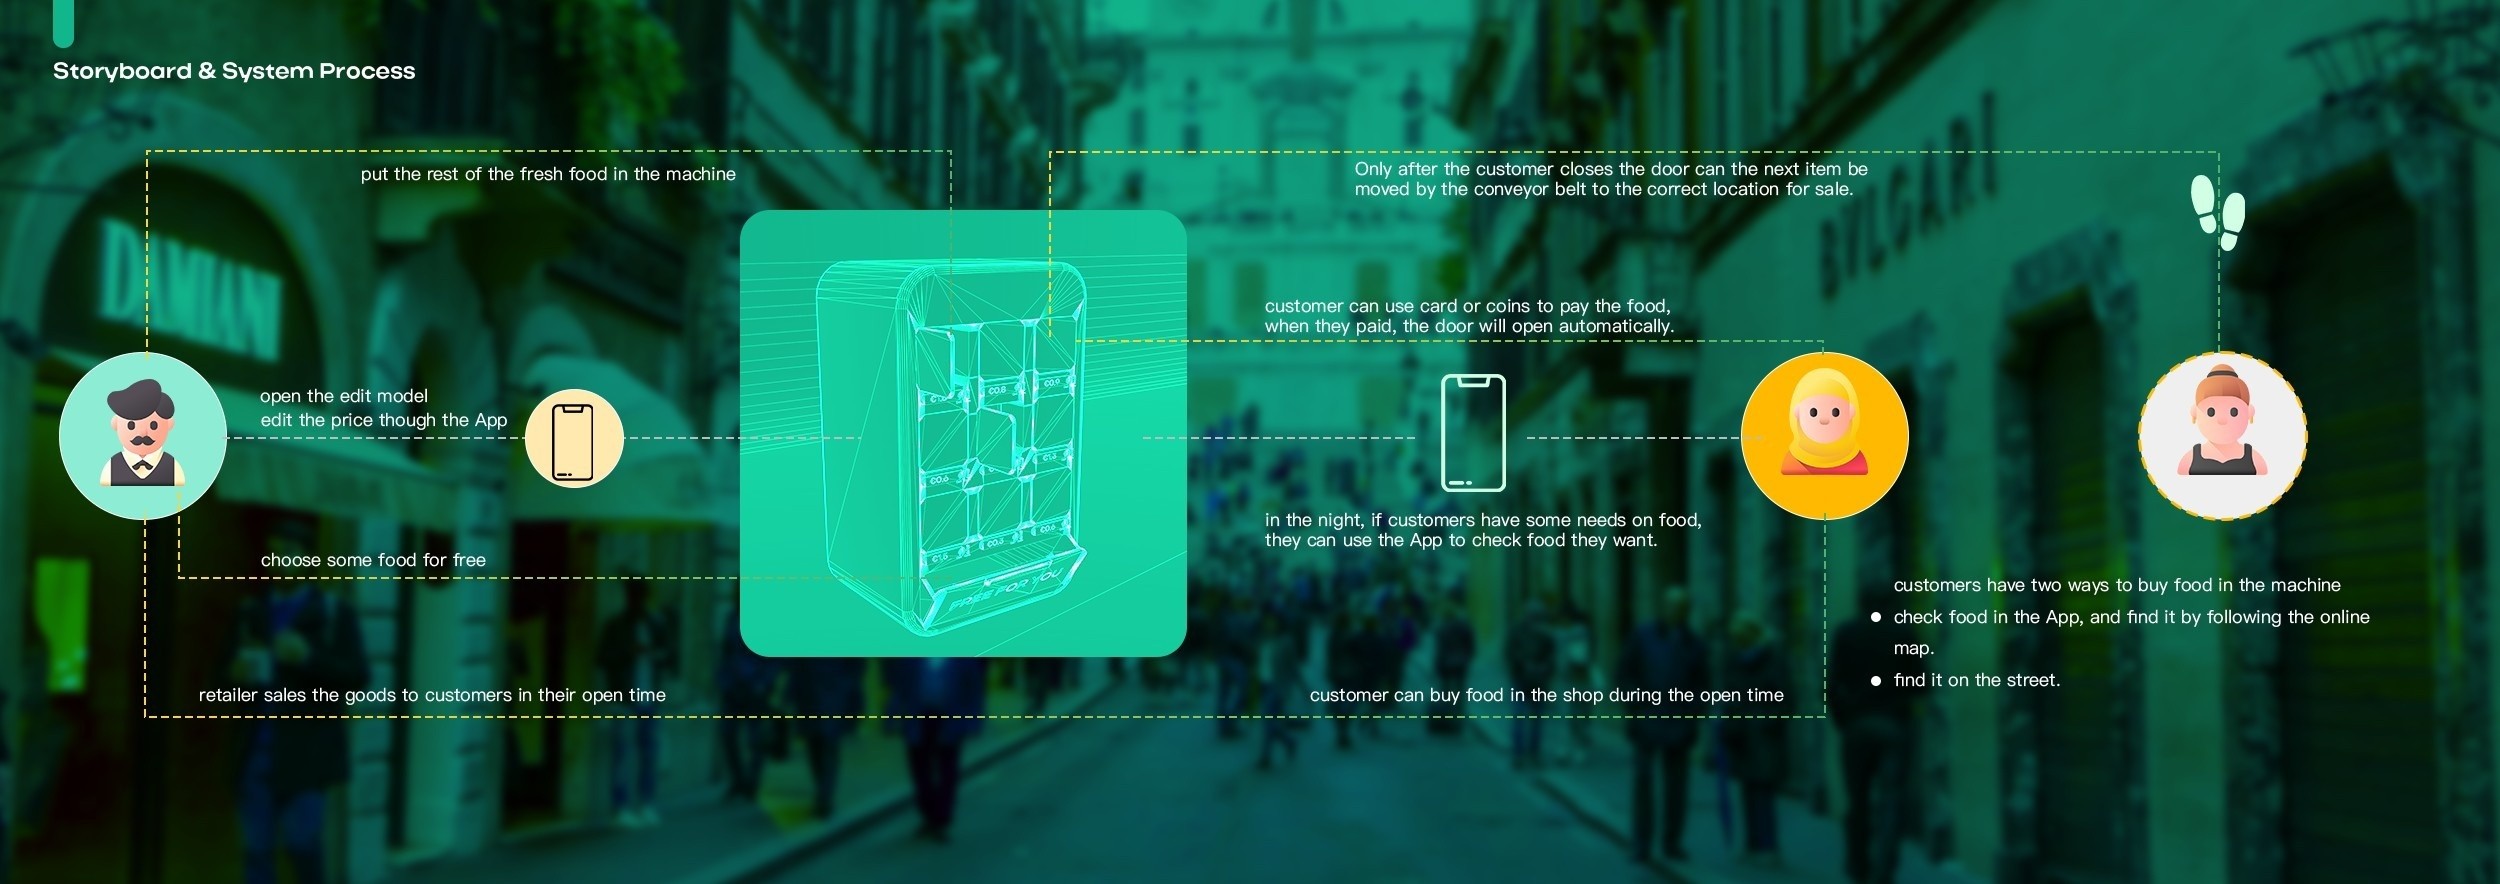 Storyboard & System Process
put the rest of the fresh food in the machine
Only after the customer closes the door can the next item be
moved by the conveyor belt to the correct location for sale.
DAMIANI
BVLGARI
customer can use card or coins to pay the food,
when they paid, the door will open automatically.
open the edit model
edit the price though the App
€0.8
€0.9
€0.6
in the night, if customers have some needs on food,
they can use the App to check food they want.
choose some food for free
FREE FOR YOU
customers have two ways to buy food in the machine
check food in the App, and find it by following the online
map.
find it on the street.
retailer sales the goods to customers in their open time
customer can buy food in the shop during the open time